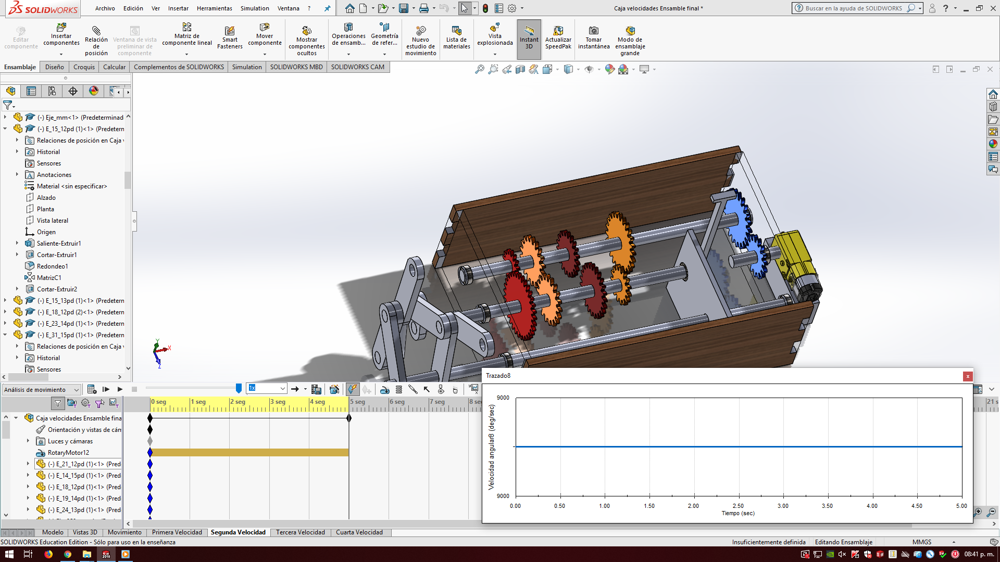 SOLIDWORKS
Archivo Edición Ver Insertar Herramientas Simulation Ventana ?
Caja velocidades Ensamble final *
Buscar en la ayuda de SOLIDWORKS
?
Editar componente
Insertar componentes
Relación de posición
Ventana de vista preliminar de componente
Matriz de componente lineal
Smart Fasteners
Mover componente
Mostrar componentes ocultos
Operaciones de ensamb...
Geometría de refer...
Nuevo estudio de movimiento
Lista de materiales
Vista explosionada
Instant 3D
Actualizar SpeedPak
Tomar instantánea
Modo de ensamblaje grande
Ensamblaje Diseño Croquis Calcular Complementos de SOLIDWORKS Simulation SOLIDWORKS MBD SOLIDWORKS CAM
(-) Eje_mm<1> (Predeterminad
(-) E_15_12pd (1)<1> (Predetern
Relaciones de posición en Caja v
Historial
Sensores
Anotaciones
Material <sin especificar>
Alzado
Planta
Vista lateral
Origen
Saliente-Extruir1
Cortar-Extruir1
Redondeo1
MatrizC1
Cortar-Extruir2
(-) E_15_13pd (1)<1> (Predetern
(-) E_18_12pd (2)<1> (Predetern
(-) E_23_14pd (1)<1> (Predetern
(-) E_31_15pd (1)<1> (Predetern
Relaciones de posición en Caja v
Historial
Sensores
Y
X
Z
Análisis de movimiento
1x
0 seg 1 seg 2 seg 3 seg 4 seg 5 seg 6 seg 7 seg 8 se 21 s
Caja velocidades Ensamble fina
Orientación y vistas de cán
Luces y cámaras
RotaryMotor12
(-) E_21_12pd (1)<1> (Pred
(-) E_14_15pd (1)<1> (Pred
(-) E_18_12pd (1)<1> (Pred
(-) E_19_14pd (1)<1> (Pred
(-) E_24_13pd (1)<1> (Pred
Trazado8
9000
Velocidad angular8 (deg/sec)
9000
0.00 0.50 1.00 1.50 2.00 2.50 3.00 3.50 4.00 4.50 5.00
Tiempo (sec)
Modelo Vistas 3D Movimiento Primera Velocidad Segunda Velocidad Tercera Velocidad Cuarta Velocidad
SOLIDWORKS Education Edition - Sólo para uso en la enseñanza
Insuficientemente definida Editando Ensamblaje MMGS
08:41 p. m.